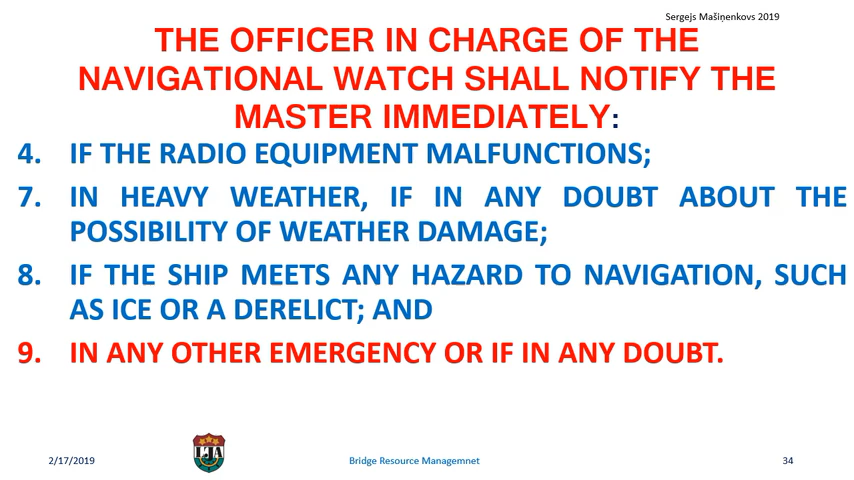 Sergejs Mašiņenkovs 2019
THE OFFICER IN CHARGE OF THE
NAVIGATIONAL WATCH SHALL NOTIFY THE
MASTER IMMEDIATELY:
4. IF THE RADIO EQUIPMENT MALFUNCTIONS;
7. IN HEAVY WEATHER, IF IN ANY DOUBT ABOUT THE
POSSIBILITY OF WEATHER DAMAGE;
8. IF THE SHIP MEETS ANY HAZARD TO NAVIGATION, SUCH
AS ICE OR A DERELICT; AND
9. IN ANY OTHER EMERGENCY OR IF IN ANY DOUBT.
2/17/2019
LJA
Bridge Resource Managemnet
34